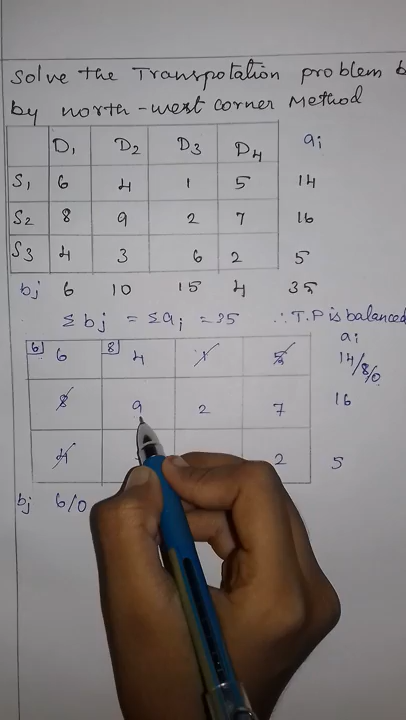 Solve the Transpotation problem b
by north-west corner Method
D1 D2 D3 D4 ai
S1 6 4 1 5 14
S2 8 9 2 7 16
S3 4 3 6 2 5
bj 6 10 15 4 35
Σbj = Σai = 35 ∴ T.P is balanced
ai
6 6 8 4 1 5 14/8/0
8 9 2 7 16
4 2 5
bj 6/0